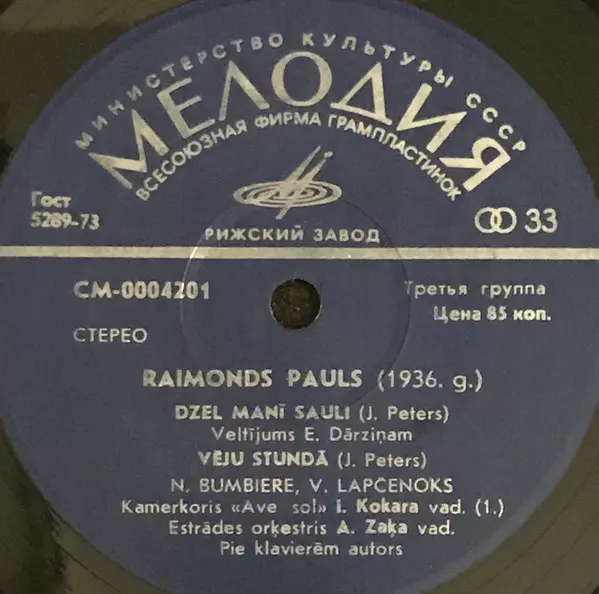 МИНИСТЕРСТВО КУЛЬТУРЫ СССР
МЕЛОДИЯ
ВСЕСОЮЗНАЯ ФИРМА ГРАМПЛАСТИНОК
Гост
5289-73
33
РИЖСКИЙ ЗАВОД
СМ-0004201
Третья группа
Цена 85 коп.
СТЕРЕО
RAIMONDS PAULS (1936. g.)
DZEL MANĪ SAULI (J. Peters)
Veltījums E. Dārziņam
VĒJU STUNDĀ (J. Peters)
N. BUMBIERE, V. LAPČENOKS
Kamerkoris «Ave sol» I. Kokara vad. (1.)
Estrādes orķestris A. Zaķa vad.
Pie klavierēm autors